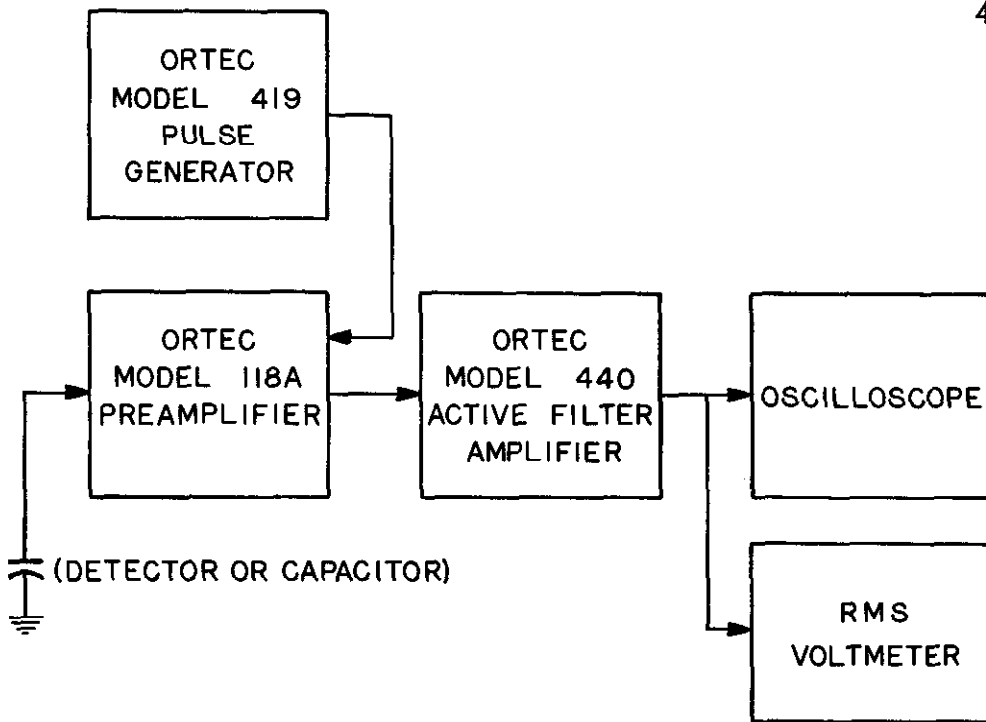 4
ORTEC
MODEL 419
PULSE
GENERATOR
ORTEC
MODEL 118A
PREAMPLIFIER
ORTEC
MODEL 440
ACTIVE FILTER
AMPLIFIER
OSCILLOSCOPE
(DETECTOR OR CAPACITOR)
RMS
VOLTMETER